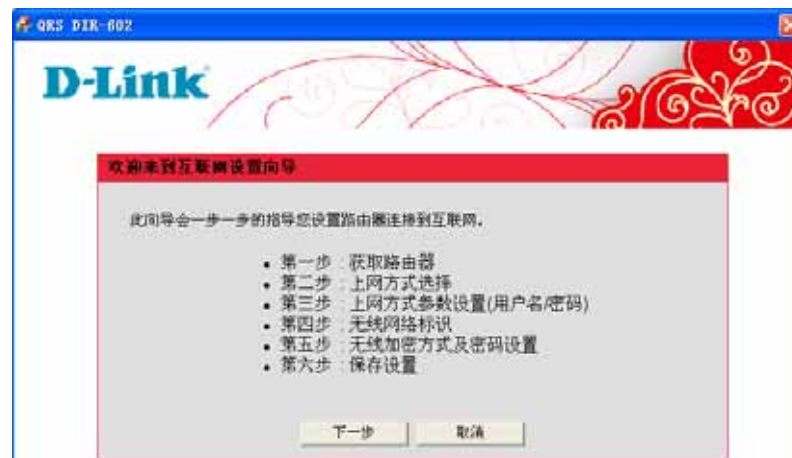 QRS DIR-602
D-Link
欢迎来到互联网设置向导
此向导会一步一步的指导您设置路由器连接到互联网。
• 第一步 : 获取路由器
• 第二步 : 上网方式选择
• 第三步 : 上网方式参数设置(用户名/密码)
• 第四步 : 无线网络标识
• 第五步 : 无线加密方式及密码设置
• 第六步 : 保存设置
下一步 取消